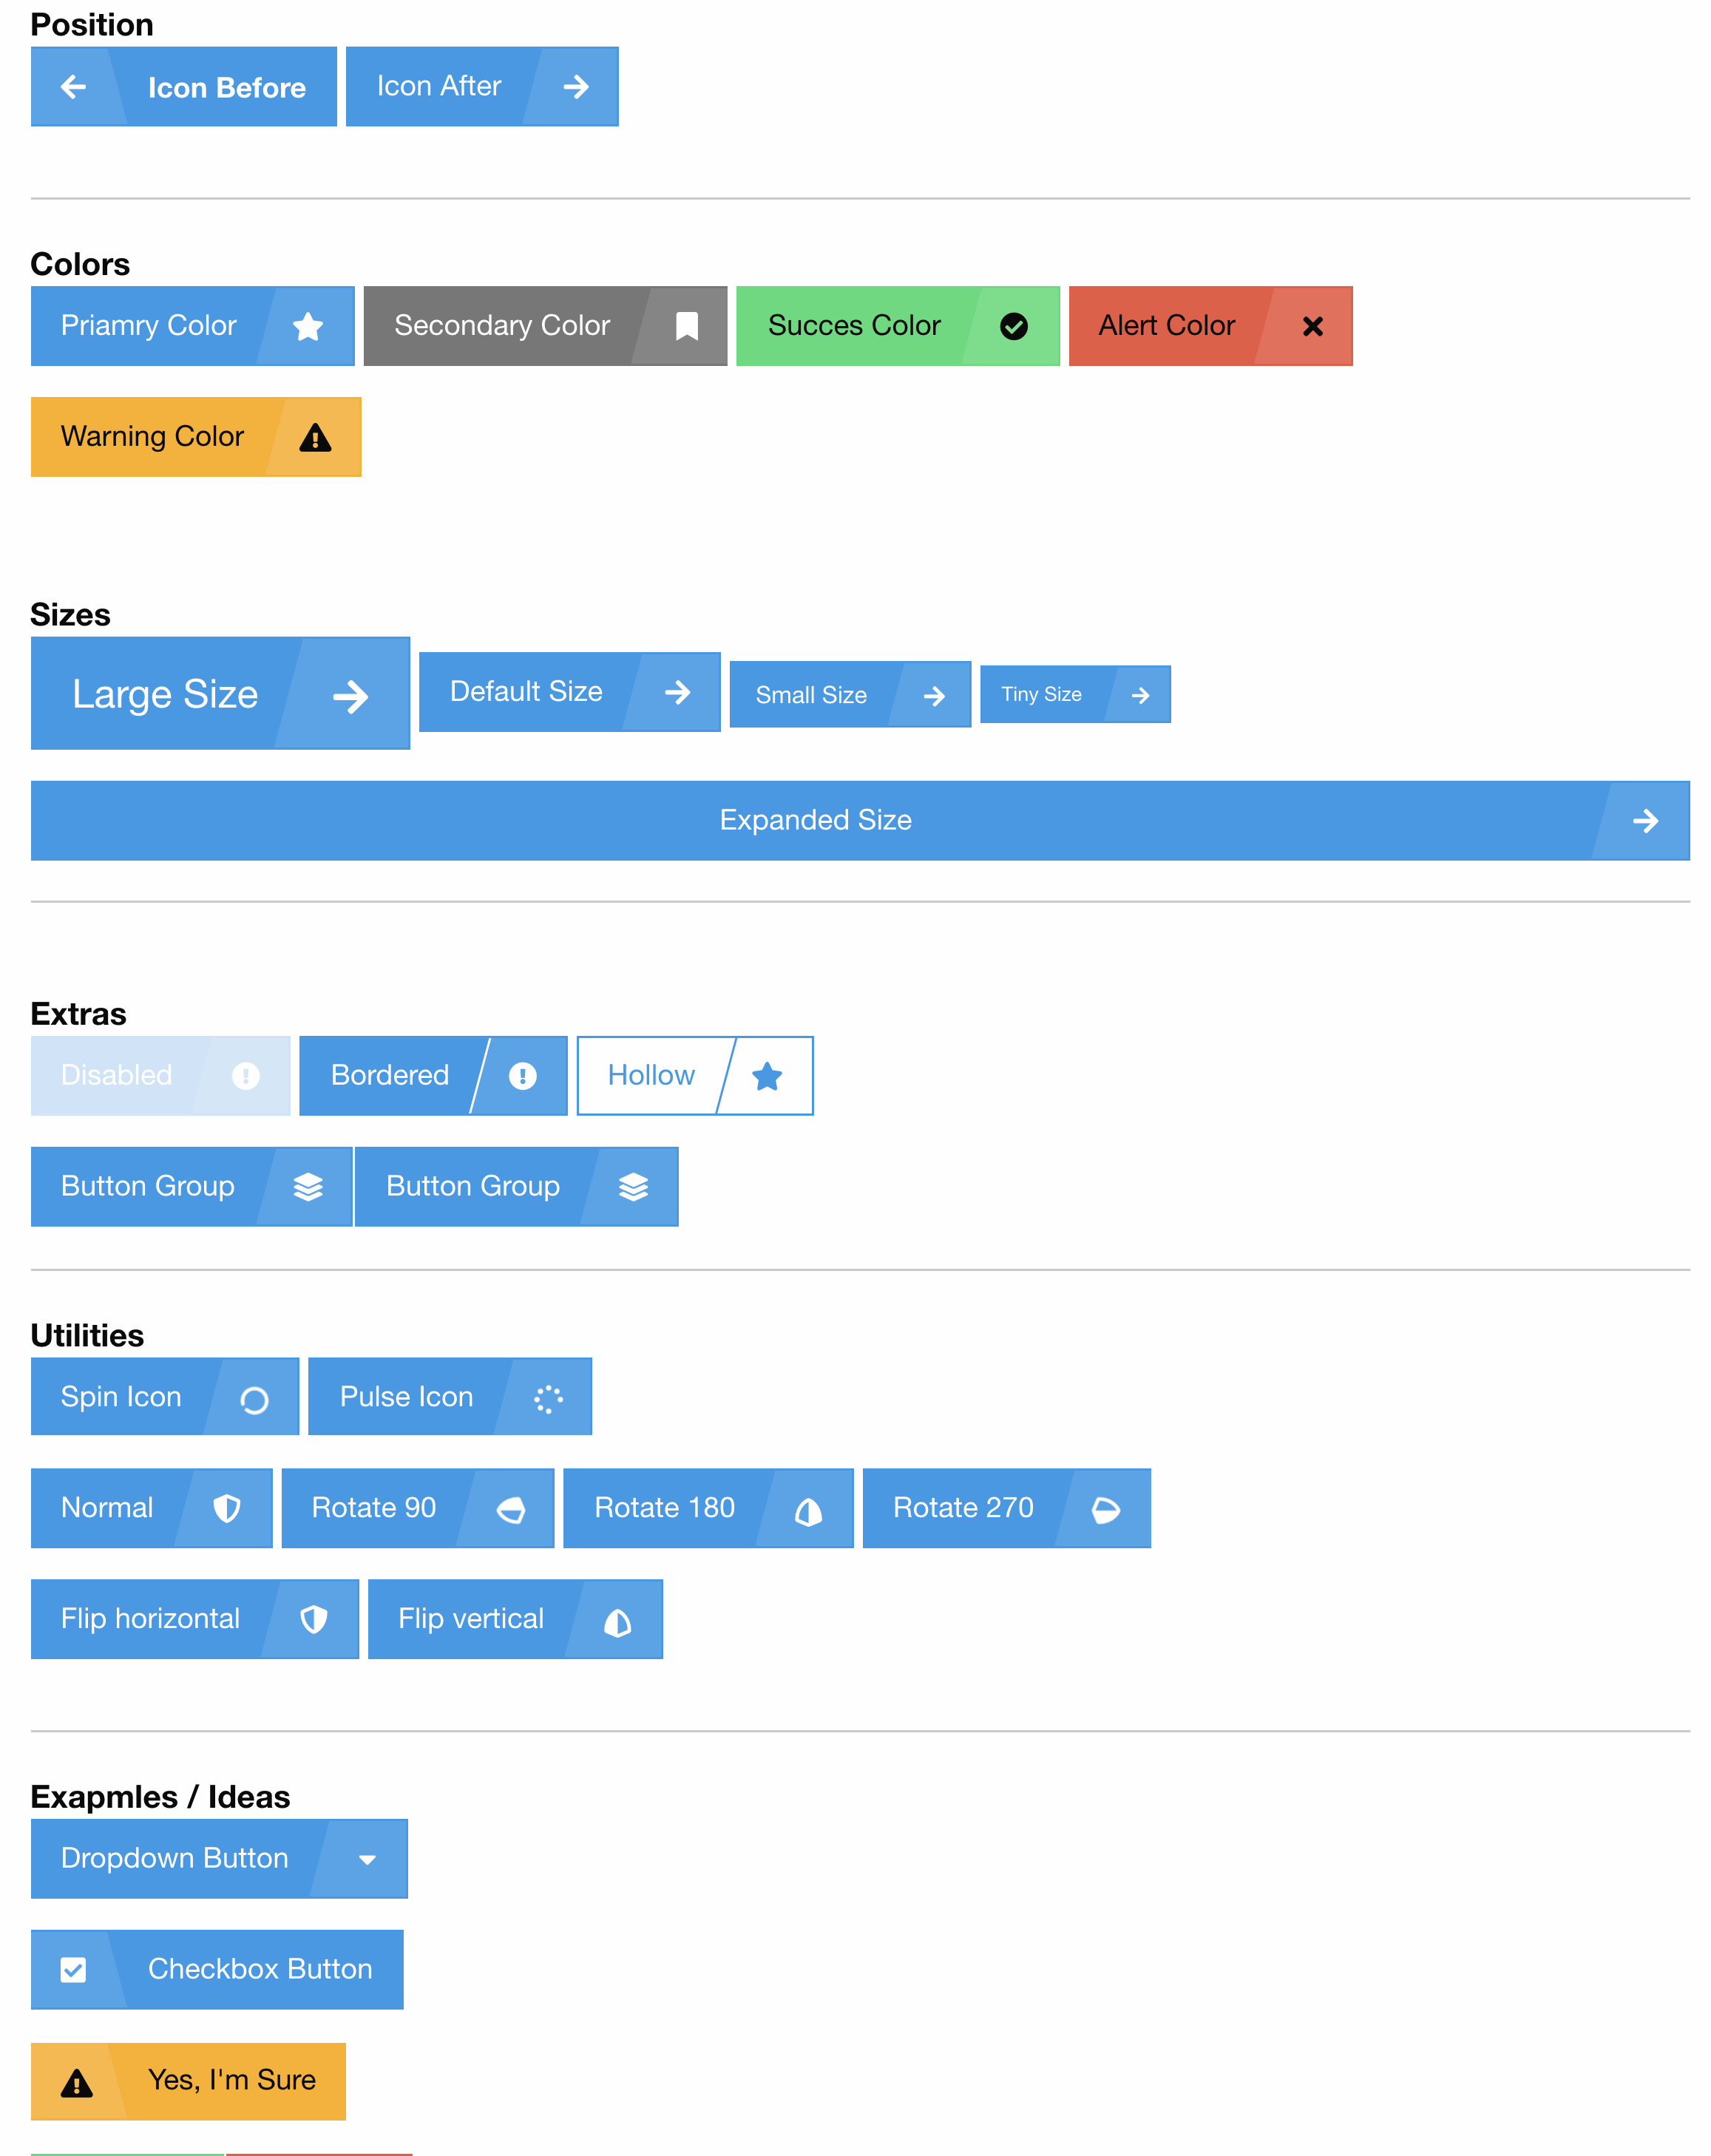 Position
Icon Before Icon After
Colors
Priamry Color Secondary Color Succes Color Alert Color
Warning Color
Sizes
Large Size Default Size Small Size Tiny Size
Expanded Size
Extras
Disabled Bordered Hollow
Button Group Button Group
Utilities
Spin Icon Pulse Icon
Normal Rotate 90 Rotate 180 Rotate 270
Flip horizontal Flip vertical
Exapmles / Ideas
Dropdown Button
Checkbox Button
Yes, I'm Sure